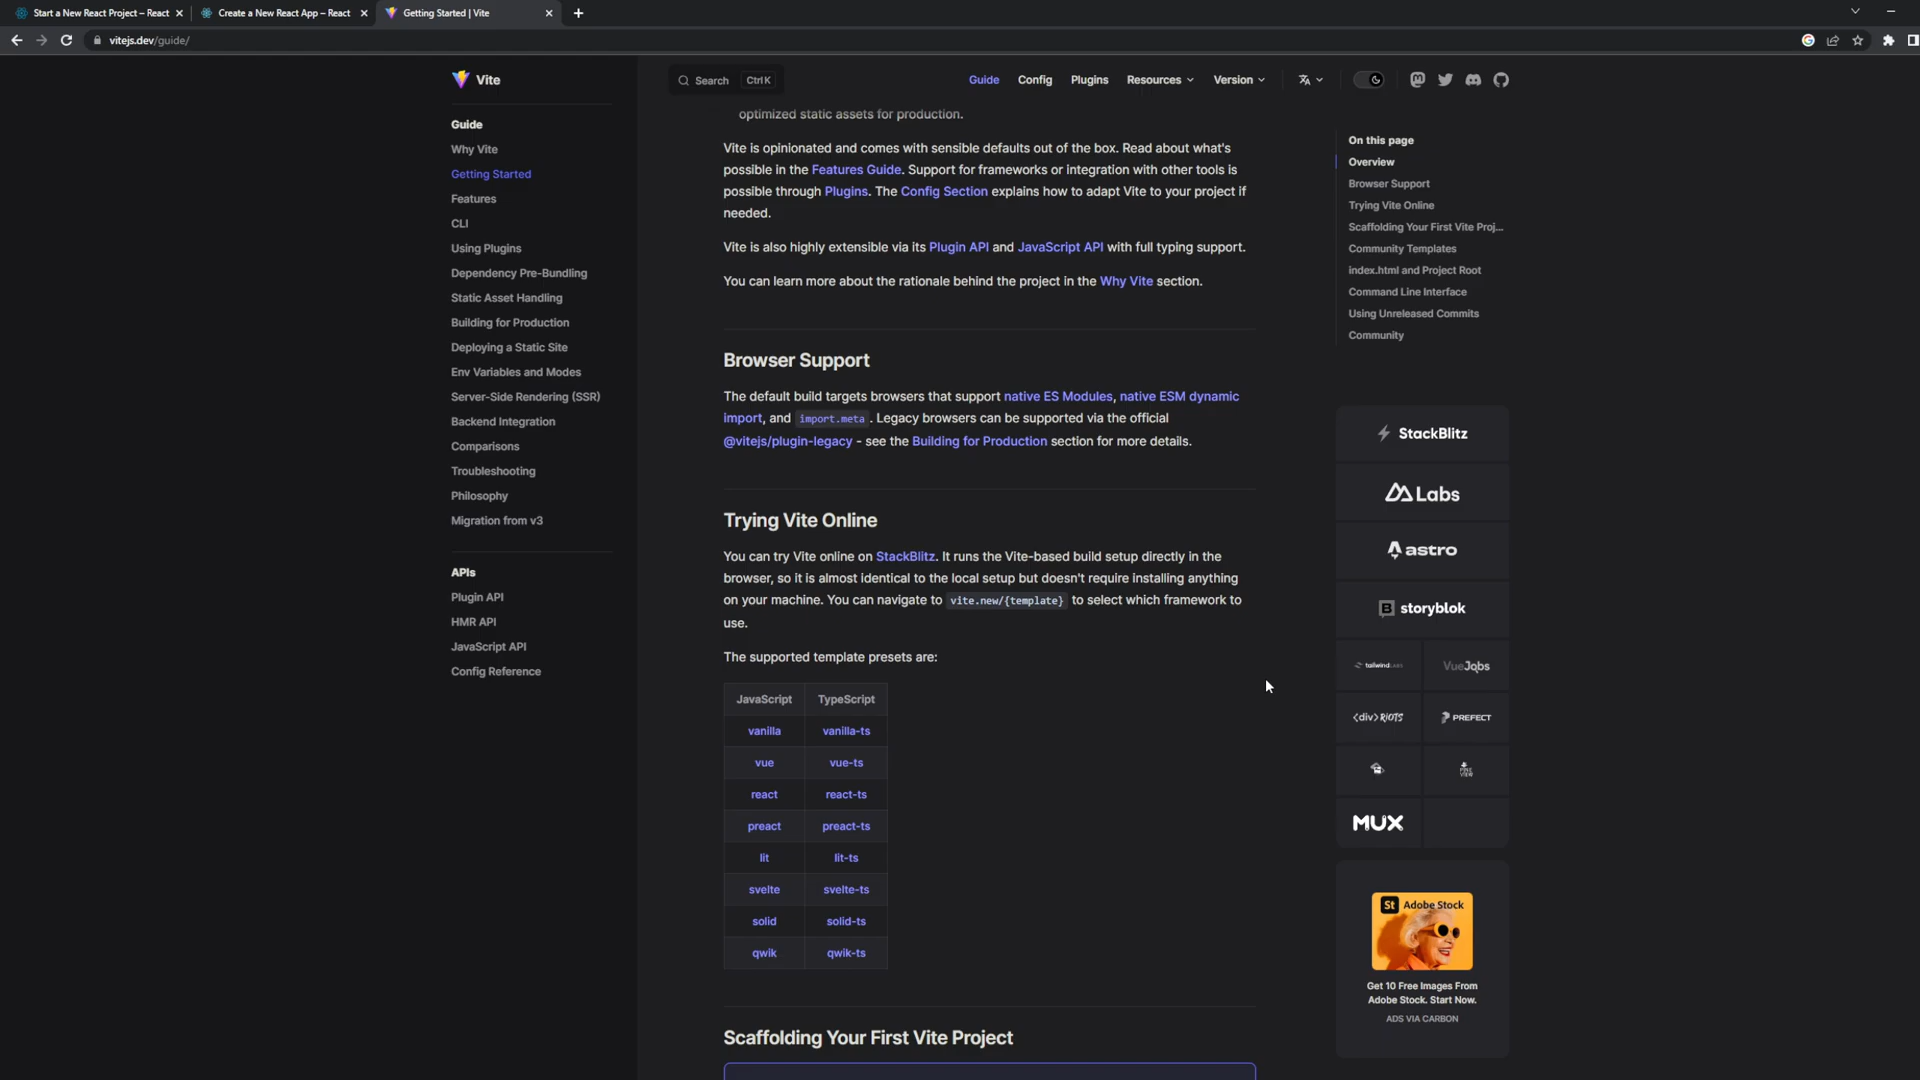 Start a New React Project – React
Create a New React App – React
Getting Started | Vite
vitejs.dev/guide/
Vite
Search
Ctrl K
Guide
Config
Plugins
Resources
Version
Guide
Why Vite
Getting Started
Features
CLI
Using Plugins
Dependency Pre-Bundling
Static Asset Handling
Building for Production
Deploying a Static Site
Env Variables and Modes
Server-Side Rendering (SSR)
Backend Integration
Comparisons
Troubleshooting
Philosophy
Migration from v3
APIs
Plugin API
HMR API
JavaScript API
Config Reference
optimized static assets for production.
Vite is opinionated and comes with sensible defaults out of the box. Read about what's
possible in the Features Guide. Support for frameworks or integration with other tools is
possible through Plugins. The Config Section explains how to adapt Vite to your project if
needed.
Vite is also highly extensible via its Plugin API and JavaScript API with full typing support.
You can learn more about the rationale behind the project in the Why Vite section.
Browser Support
The default build targets browsers that support native ES Modules, native ESM dynamic
import, and import.meta. Legacy browsers can be supported via the official
@vitejs/plugin-legacy - see the Building for Production section for more details.
Trying Vite Online
You can try Vite online on StackBlitz. It runs the Vite-based build setup directly in the
browser, so it is almost identical to the local setup but doesn't require installing anything
on your machine. You can navigate to vite.new/{template} to select which framework to
use.
The supported template presets are:
JavaScript TypeScript
vanilla vanilla-ts
vue vue-ts
react react-ts
preact preact-ts
lit lit-ts
svelte svelte-ts
solid solid-ts
qwik qwik-ts
Scaffolding Your First Vite Project
On this page
Overview
Browser Support
Trying Vite Online
Scaffolding Your First Vite Proj...
Community Templates
index.html and Project Root
Command Line Interface
Using Unreleased Commits
Community
StackBlitz
Labs
astro
storyblok
tailwindLABS
VueJobs
<div>RIOTS
PREFECT
MUX
St Adobe Stock
Get 10 Free Images From
Adobe Stock. Start Now.
ADS VIA CARBON